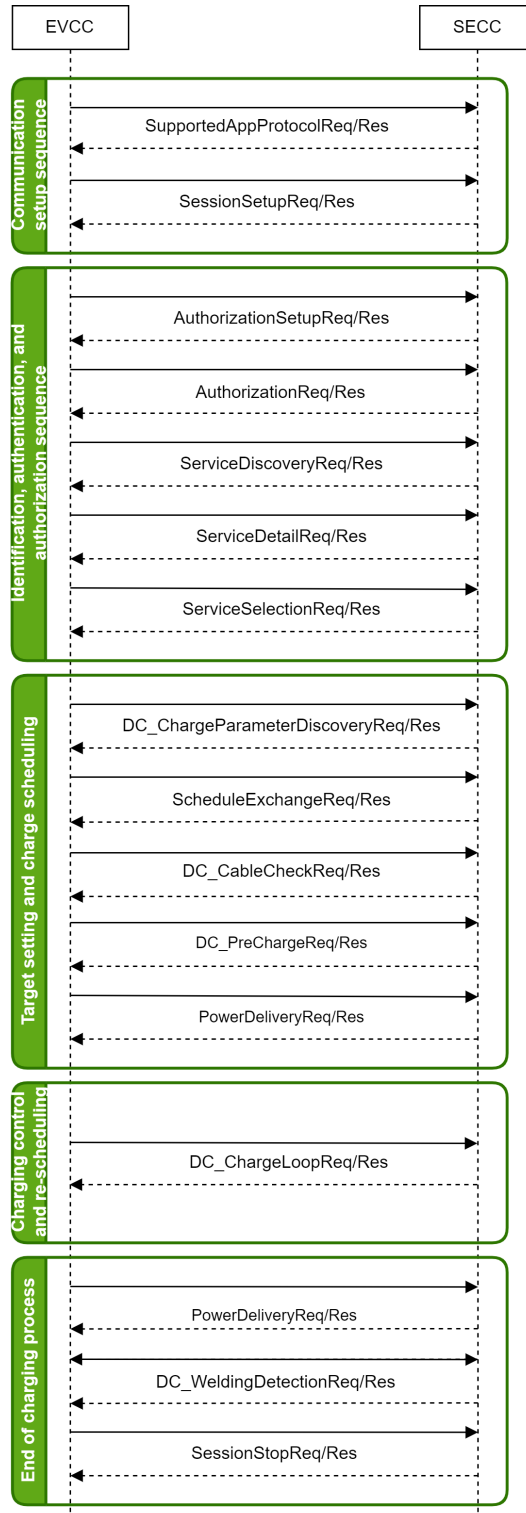 EVCC
SECC
Communication
setup sequence
SupportedAppProtocolReq/Res
SessionSetupReq/Res
Identification, authentication, and
authorization sequence
AuthorizationSetupReq/Res
AuthorizationReq/Res
ServiceDiscoveryReq/Res
ServiceDetailReq/Res
ServiceSelectionReq/Res
Target setting and charge scheduling
DC_ChargeParameterDiscoveryReq/Res
ScheduleExchangeReq/Res
DC_CableCheckReq/Res
DC_PreChargeReq/Res
PowerDeliveryReq/Res
Charging control
and re-scheduling
DC_ChargeLoopReq/Res
End of charging process
PowerDeliveryReq/Res
DC_WeldingDetectionReq/Res
SessionStopReq/Res